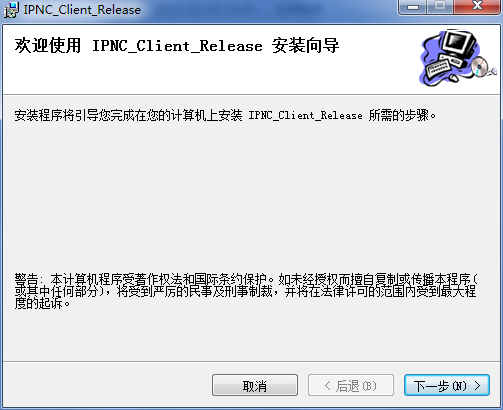 IPNC_Client_Release
欢迎使用 IPNC_Client_Release 安装向导
安装程序将引导您完成在您的计算机上安装 IPNC_Client_Release 所需的步骤。
警告: 本计算机程序受著作权法和国际条约保护。如未经授权而擅自复制或传播本程序(
或其中任何部分)，将受到严厉的民事及刑事制裁，并将在法律许可的范围内受到最大程
度的起诉。
取消
< 后退(B)
下一步(N) >